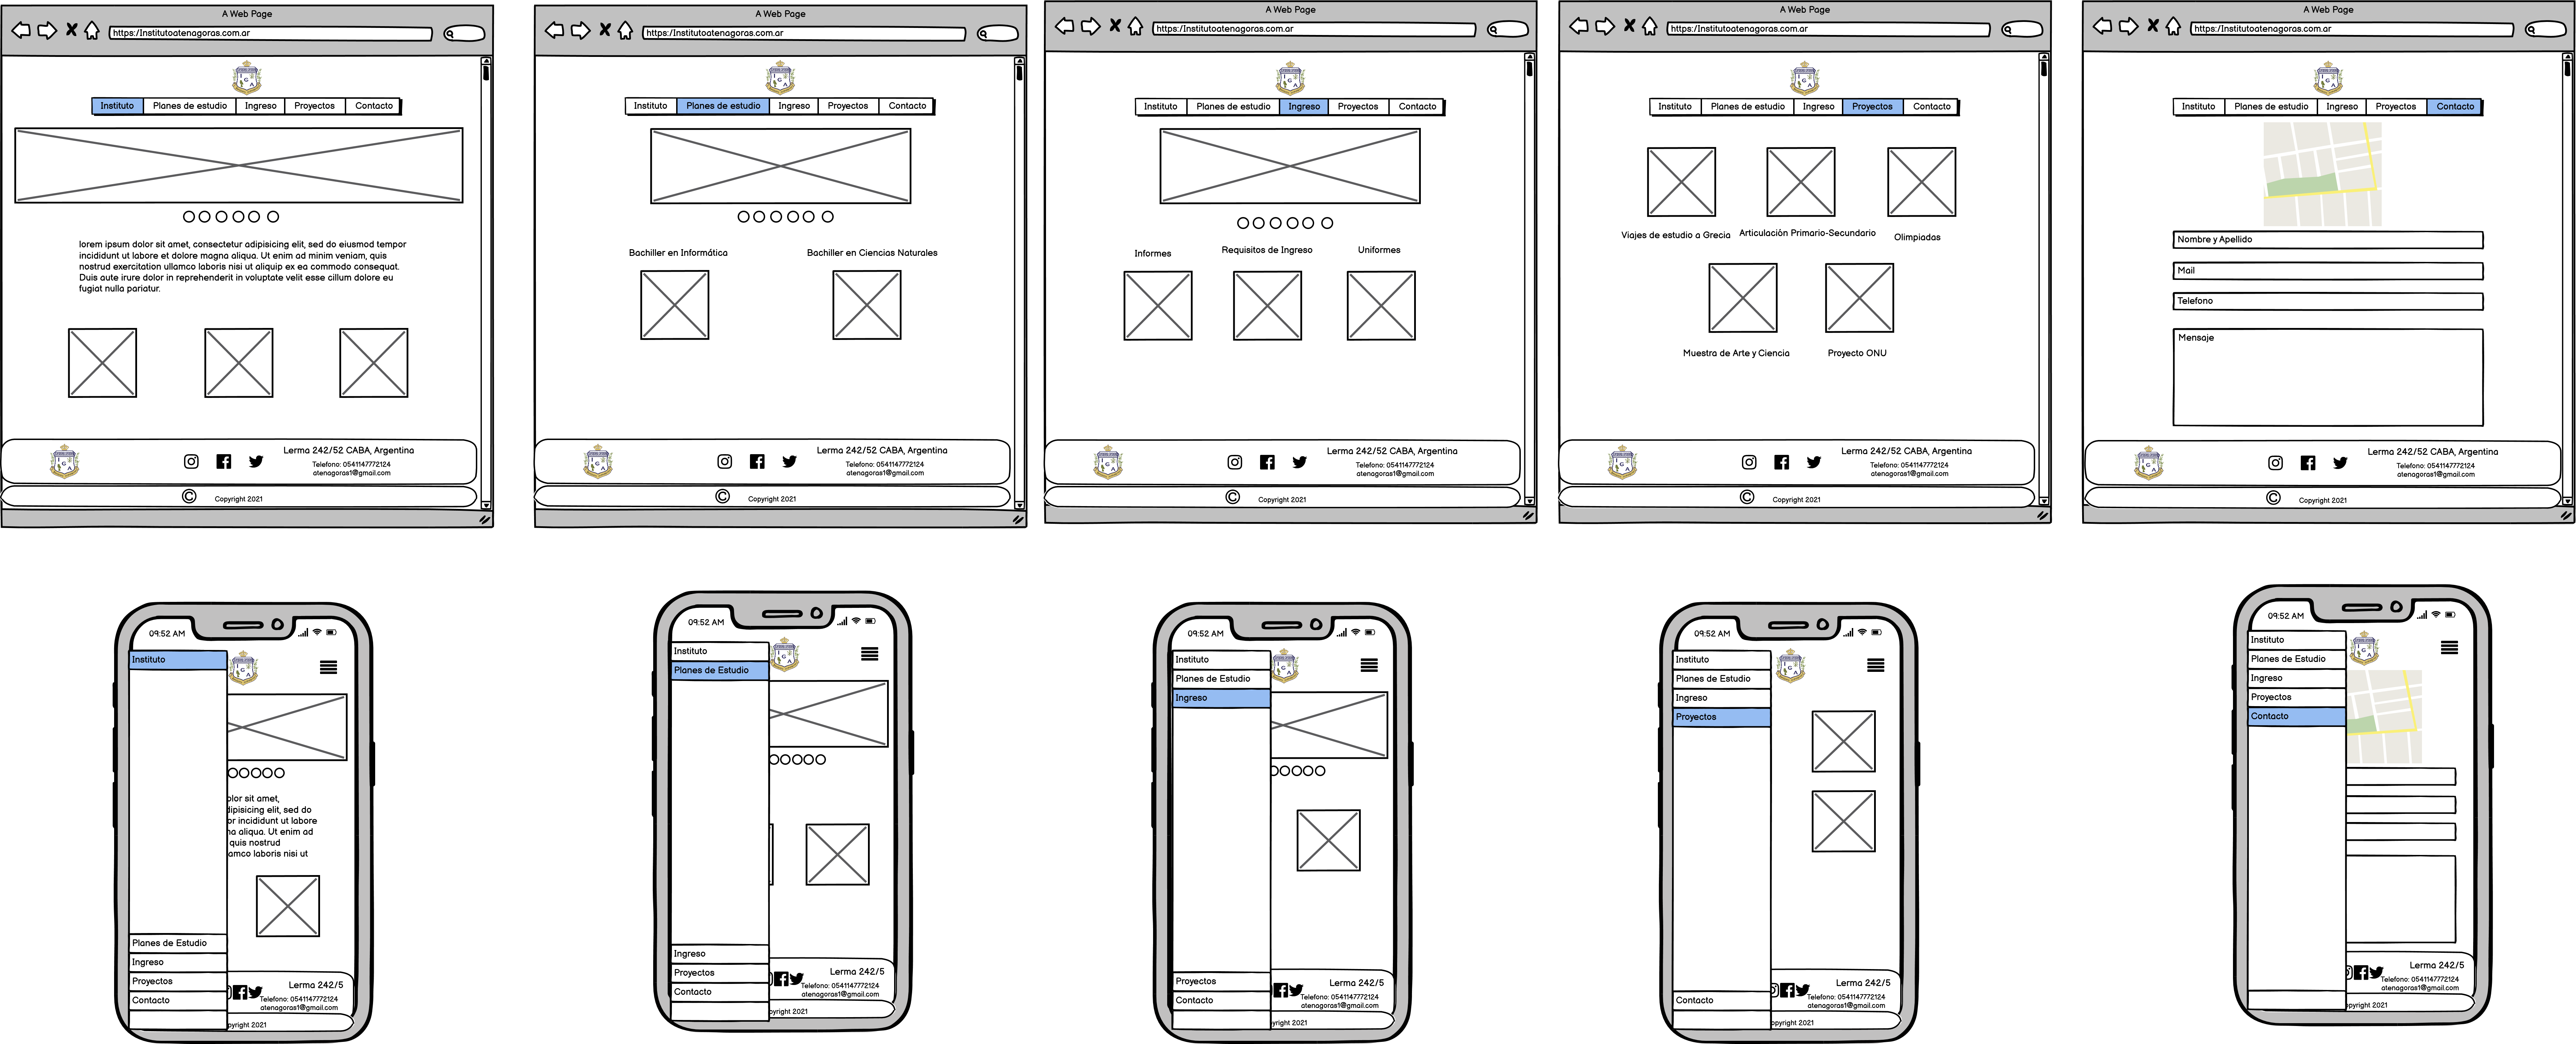 A Web Page
https:/Institutoatenagoras.com.ar
I G A
Instituto Planes de estudio Ingreso Proyectos Contacto
lorem ipsum dolor sit amet, consectetur adipisicing elit, sed do eiusmod tempor
incididunt ut labore et dolore magna aliqua. Ut enim ad minim veniam, quis
nostrud exercitation ullamco laboris nisi ut aliquip ex ea commodo consequat.
Duis aute irure dolor in reprehenderit in voluptate velit esse cillum dolore eu
fugiat nulla pariatur.
I G A
Lerma 242/52 CABA, Argentina
Telefono: 0541147772124
atenagoras1@gmail.com
© Copyright 2021
A Web Page
https:/Institutoatenagoras.com.ar
I G A
Instituto Planes de estudio Ingreso Proyectos Contacto
Bachiller en Informática Bachiller en Ciencias Naturales
I G A
Lerma 242/52 CABA, Argentina
Telefono: 0541147772124
atenagoras1@gmail.com
© Copyright 2021
A Web Page
https:/Institutoatenagoras.com.ar
I G A
Instituto Planes de estudio Ingreso Proyectos Contacto
Informes Requisitos de Ingreso Uniformes
I G A
Lerma 242/52 CABA, Argentina
Telefono: 0541147772124
atenagoras1@gmail.com
© Copyright 2021
A Web Page
https:/Institutoatenagoras.com.ar
I G A
Instituto Planes de estudio Ingreso Proyectos Contacto
Viajes de estudio a Grecia Articulación Primario-Secundario Olimpiadas
Muestra de Arte y Ciencia Proyecto ONU
I G A
Lerma 242/52 CABA, Argentina
Telefono: 0541147772124
atenagoras1@gmail.com
© Copyright 2021
A Web Page
https:/Institutoatenagoras.com.ar
I G A
Instituto Planes de estudio Ingreso Proyectos Contacto
Nombre y Apellido
Mail
Telefono
Mensaje
I G A
Lerma 242/52 CABA, Argentina
Telefono: 0541147772124
atenagoras1@gmail.com
© Copyright 2021
09:52 AM
Instituto
I G A
olor sit amet,
dipisicing elit, sed do
or incididunt ut labore
na aliqua. Ut enim ad
quis nostrud
amco laboris nisi ut
Planes de Estudio
Ingreso
Proyectos
Contacto
Lerma 242/5
Telefono: 0541147772124
atenagoras1@gmail.com
pyright 2021
09:52 AM
Instituto
Planes de Estudio
I G A
Ingreso
Proyectos
Contacto
Lerma 242/5
Telefono: 0541147772124
atenagoras1@gmail.com
pyright 2021
09:52 AM
Instituto
Planes de Estudio
Ingreso
I G A
Proyectos
Contacto
Lerma 242/5
Telefono: 0541147772124
atenagoras1@gmail.com
yright 2021
09:52 AM
Instituto
Planes de Estudio
Ingreso
Proyectos
I G A
Contacto
Lerma 242/5
Telefono: 0541147772124
atenagoras1@gmail.com
opyright 2021
09:52 AM
Instituto
Planes de Estudio
Ingreso
Proyectos
Contacto
I G A
Lerma 242/5
Telefono: 0541147772124
atenagoras1@gmail.com
opyright 2021